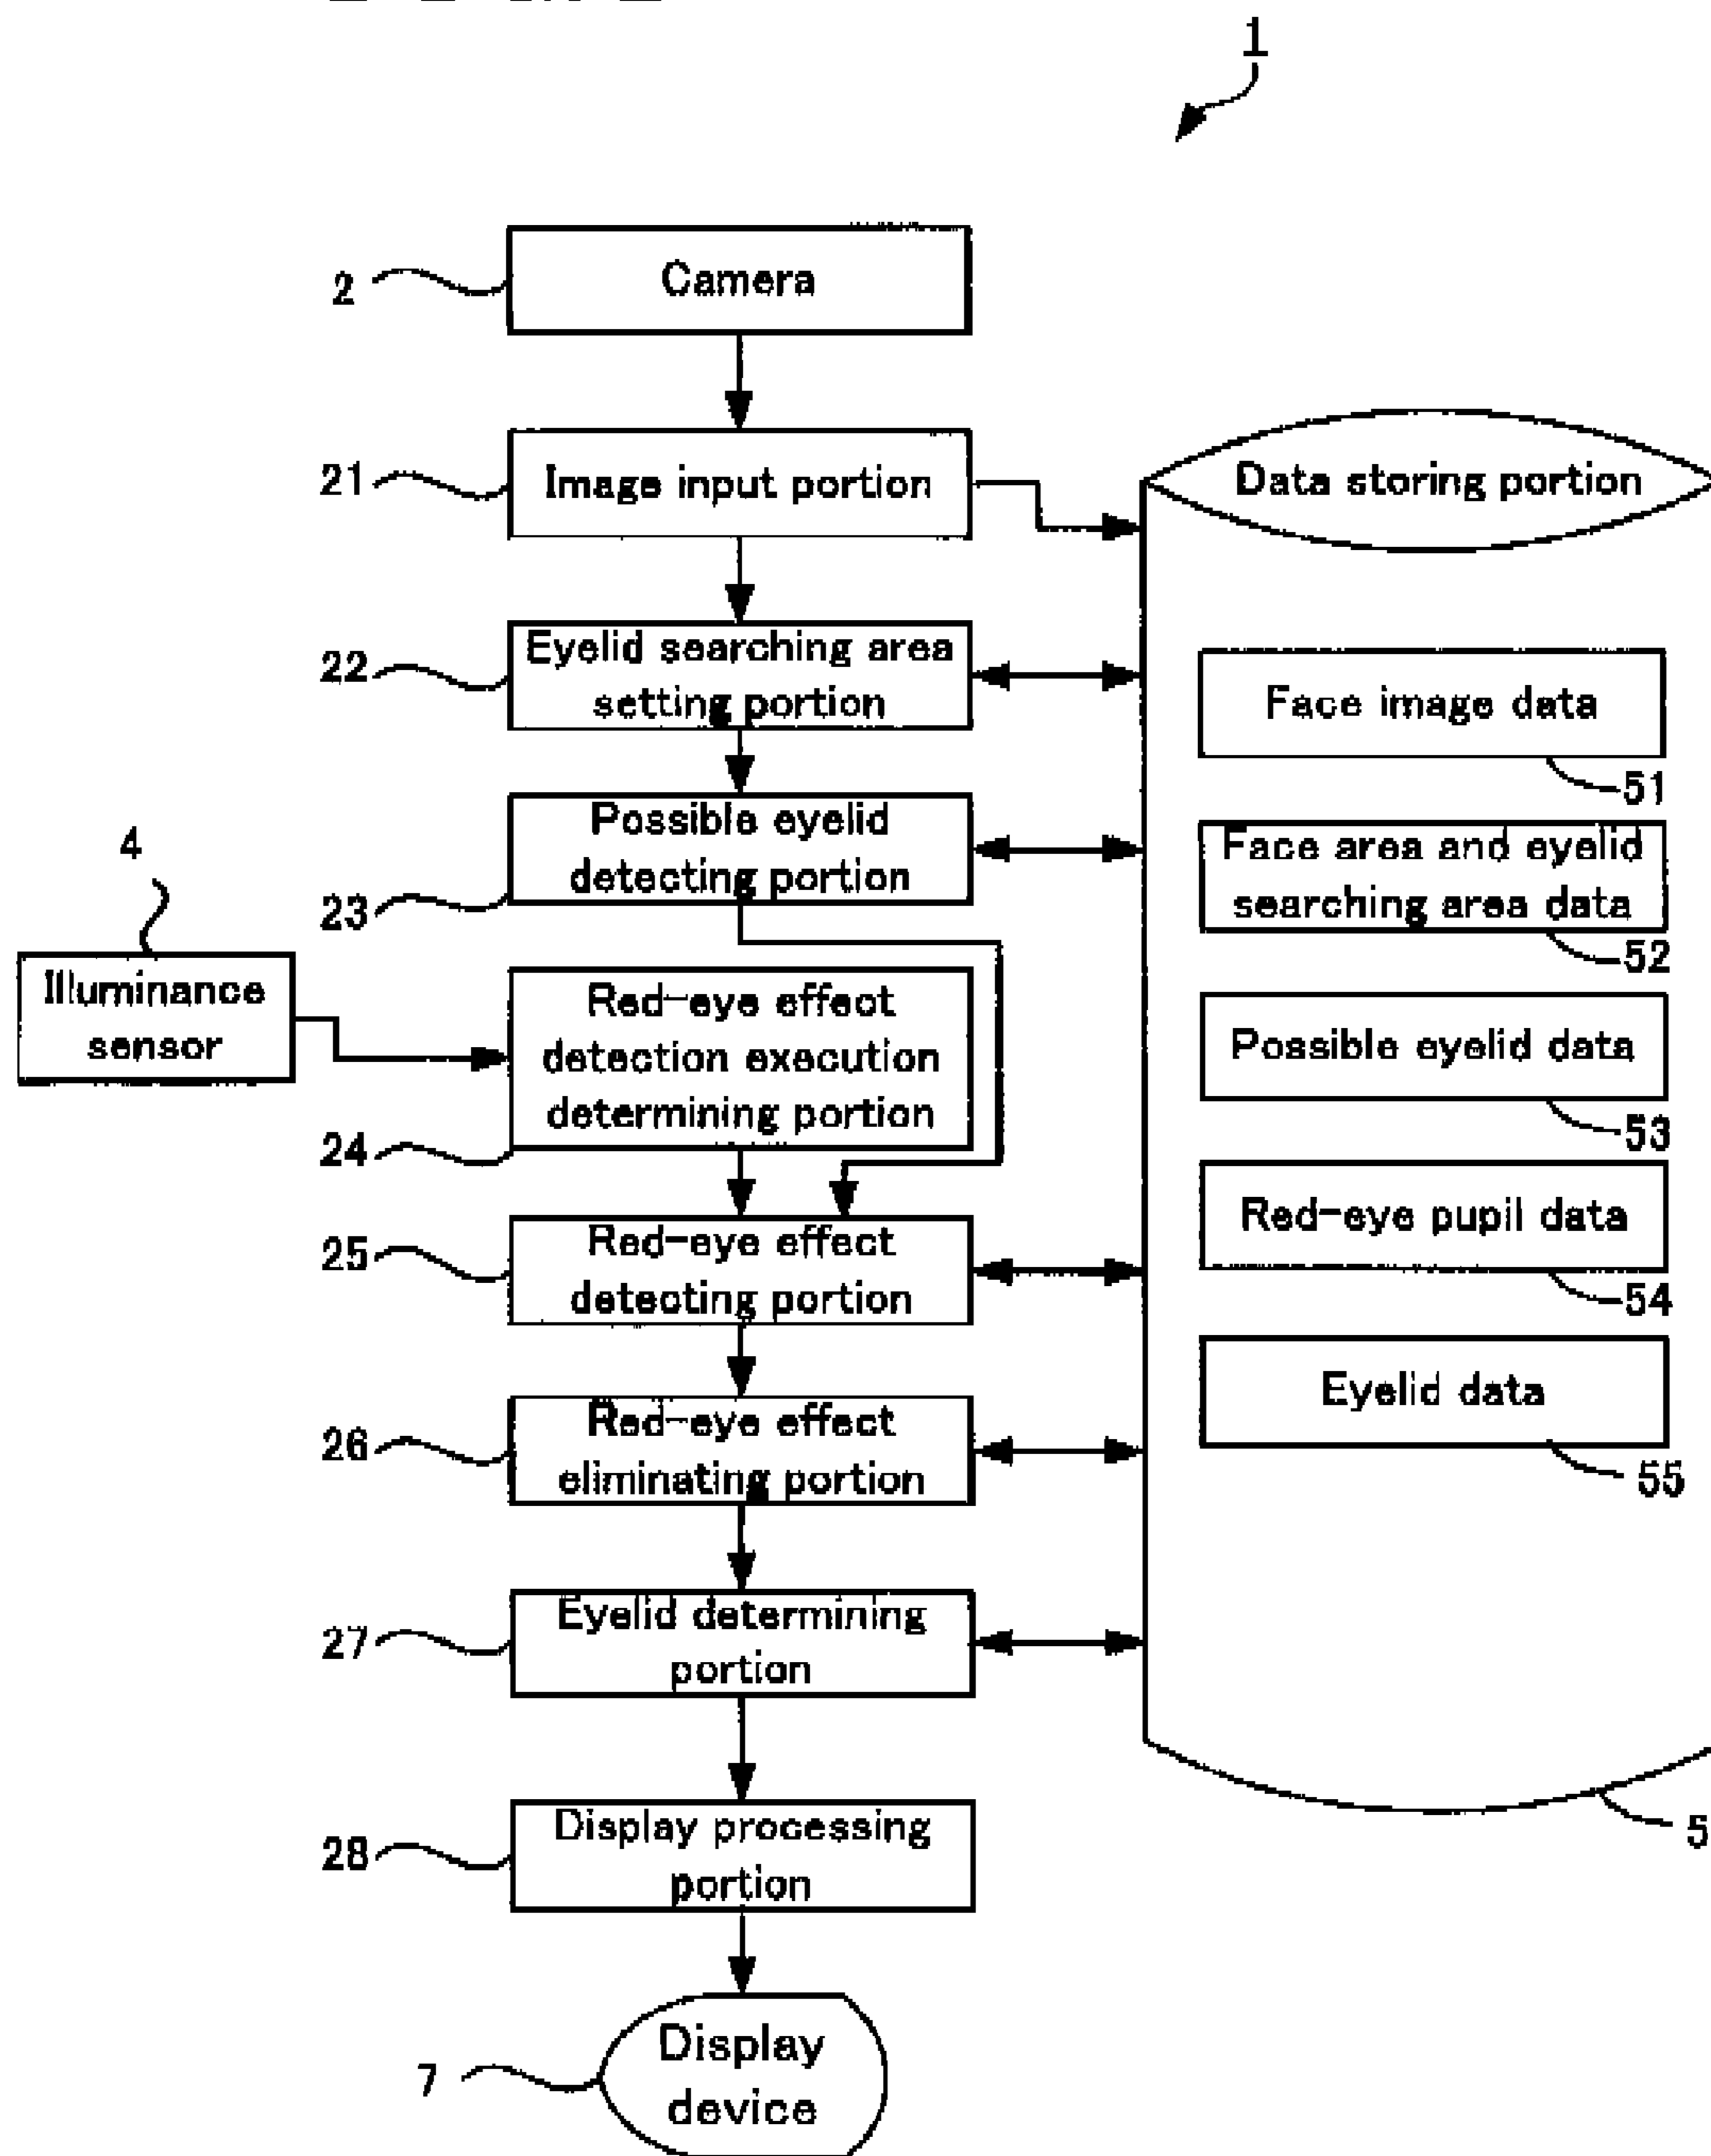 1
2
Camera
21
Image input portion
Data storing portion
22
Eyelid searching area
setting portion
Face image data
51
23
Possible eyelid
detecting portion
Face area and eyelid
searching area data
52
4
Illuminance
sensor
24
Red-eye effect
detection execution
determining portion
Possible eyelid data
53
25
Red-eye effect
detecting portion
Red-eye pupil data
54
26
Red-eye effect
eliminating portion
Eyelid data
55
27
Eyelid determining
portion
28
Display processing
portion
5
7
Display
device